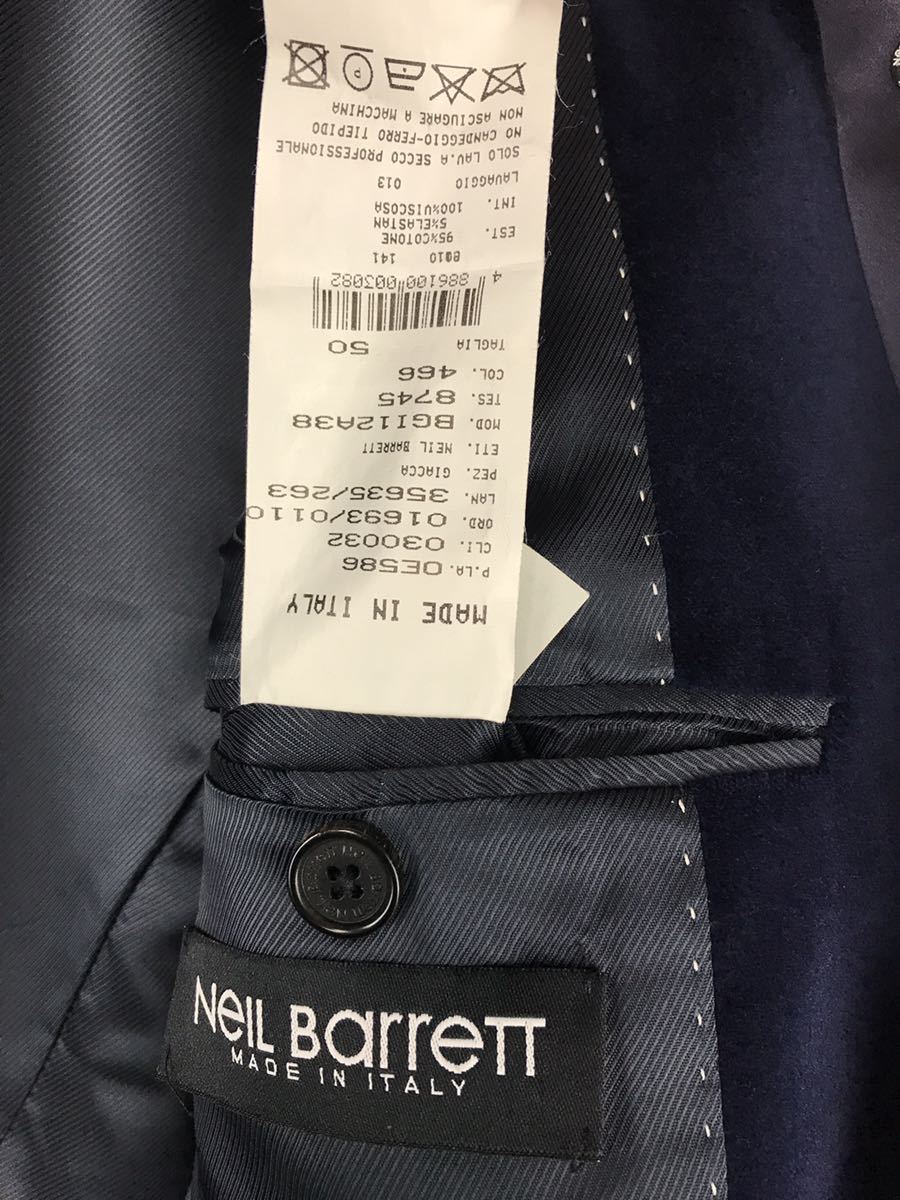 MADE IN ITALY
P.LA. 0E586
CLI. 030032
ORD. 01693/0110
LAN. 35635/263
PEZ. GIACCA
ETI. NEIL BARRETT
MOD. BGI12A38
TES. 8745
COL. 466
TAGLIA 50
4 886100 003082
8010 141
EST. 95%COTONE
5%ELASTAN
INT. 100%VISCOSA
LAVAGGIO 013
SOLO LAV.A SECCO PROFESSIONALE
NO CANDEGGIO-FERRO TIEPIDO
NON ASCIUGARE A MACCHINA
P
NeiL BarreTT
MADE IN ITALY